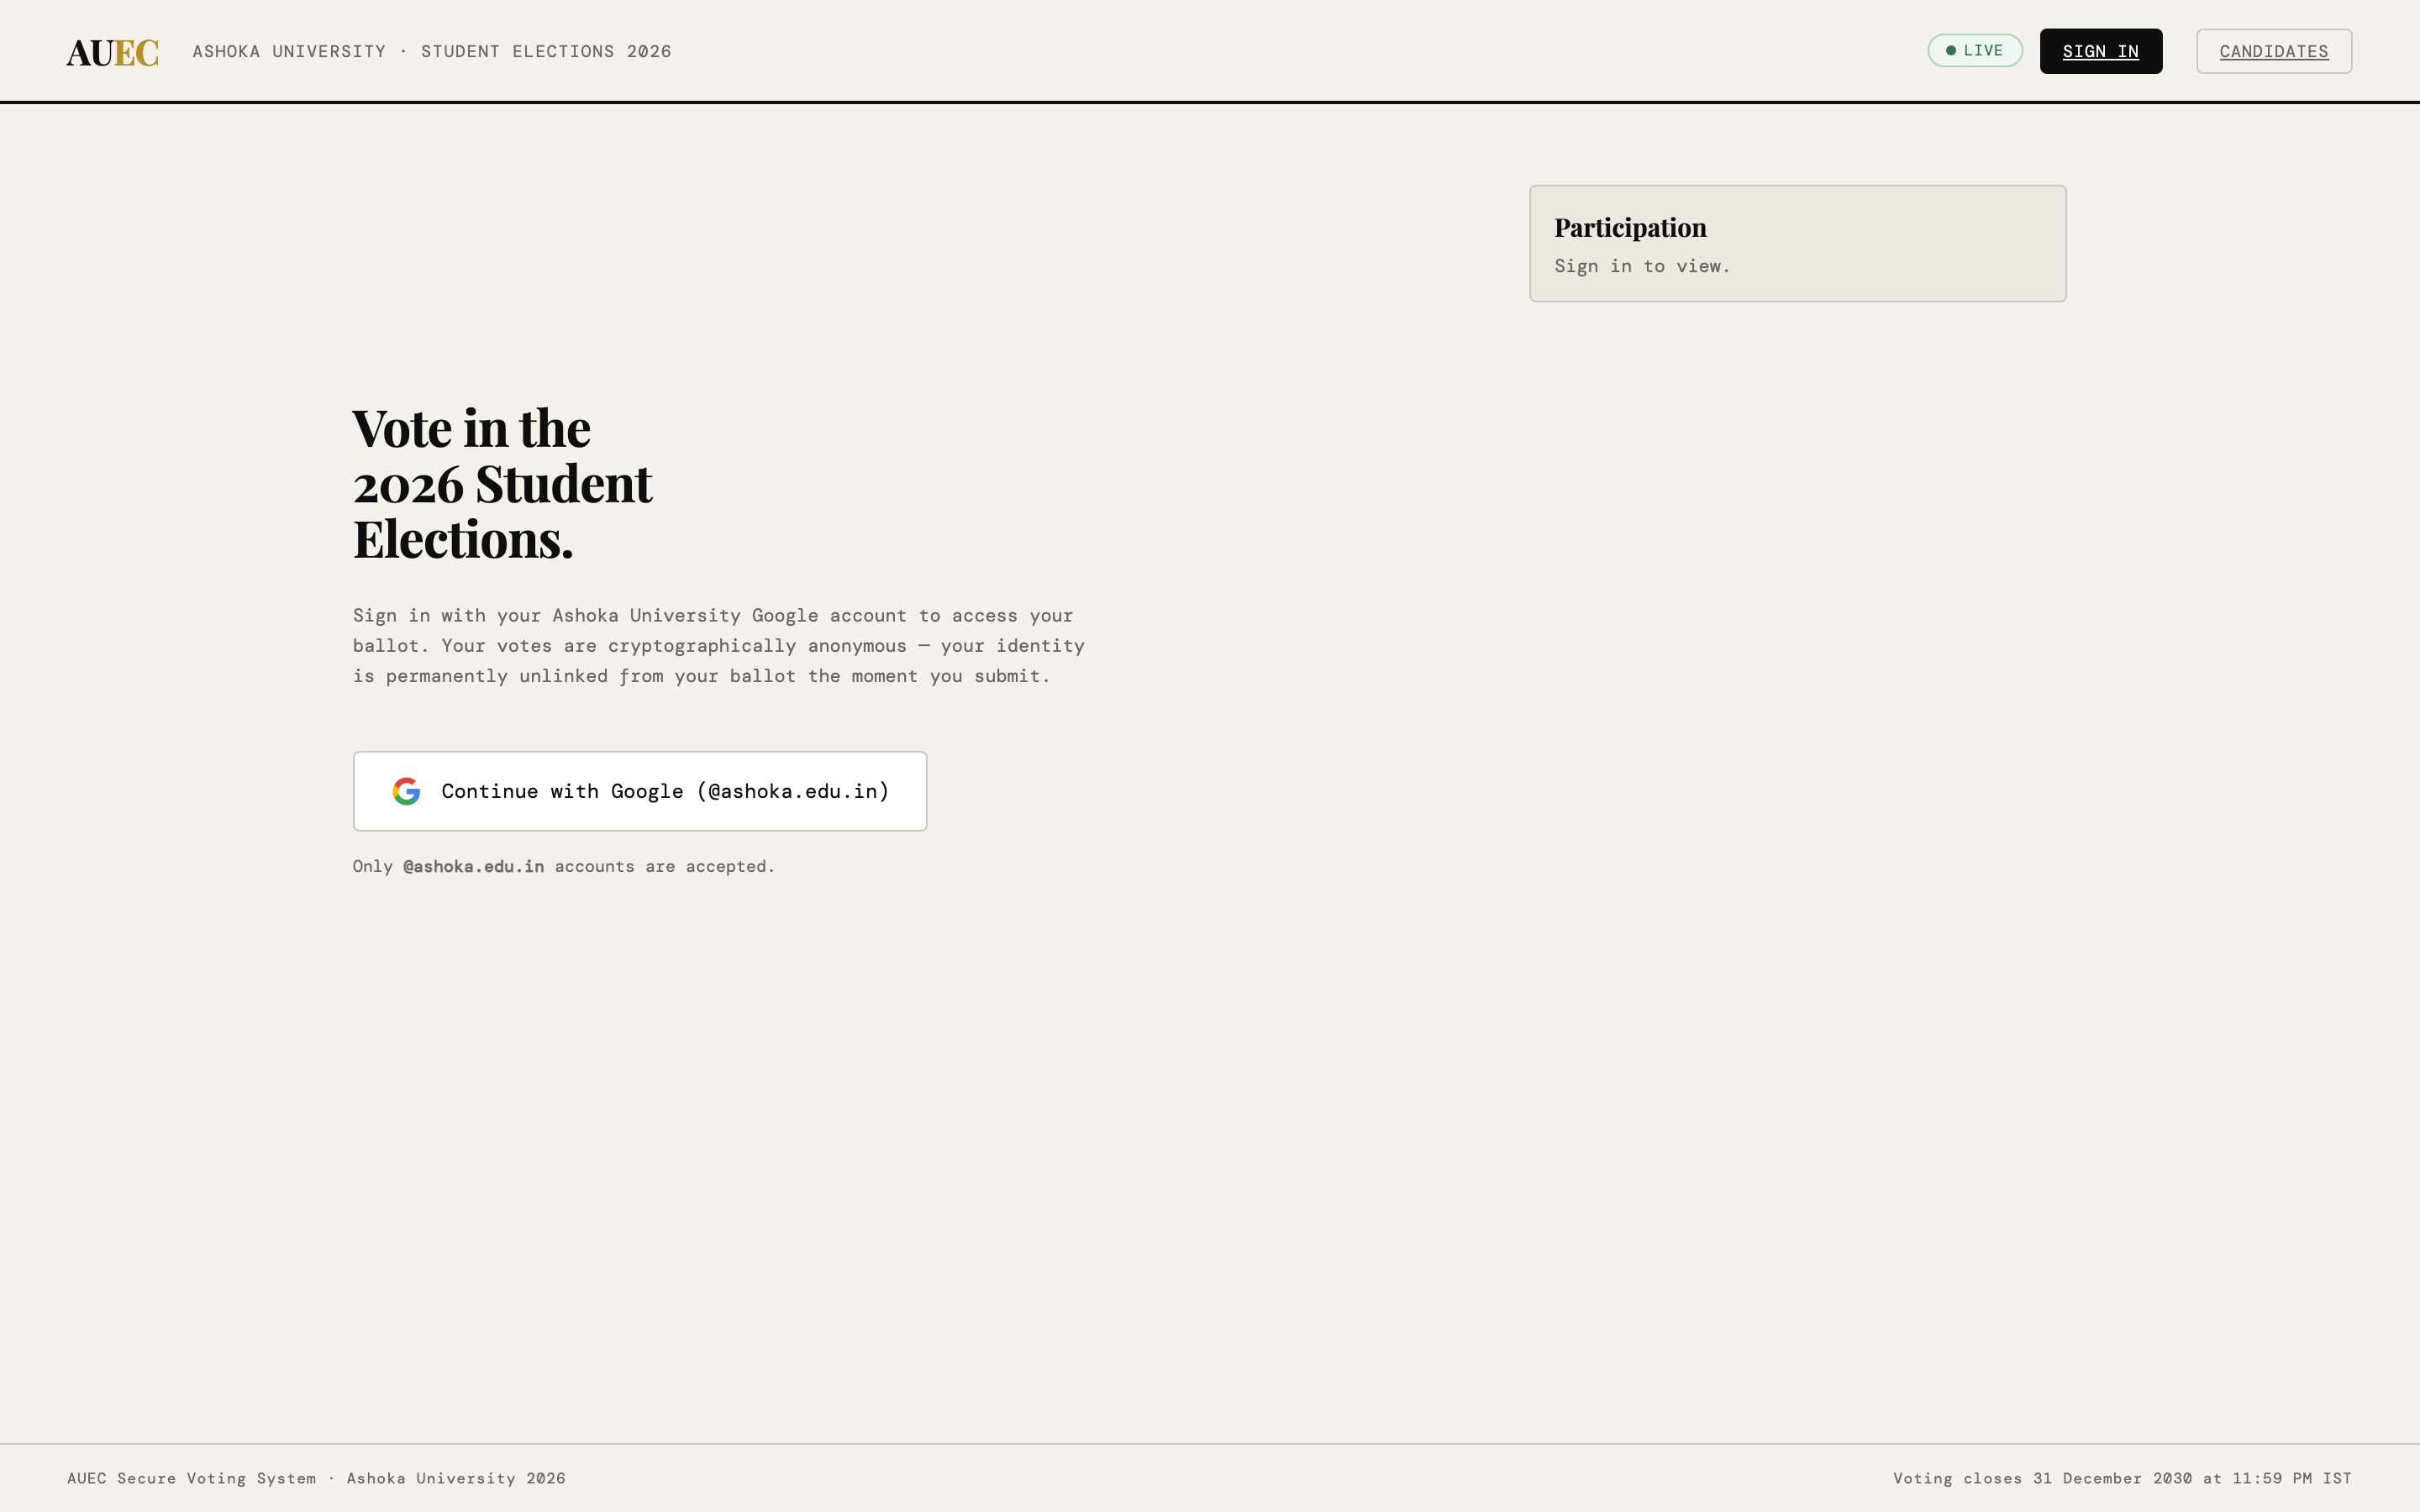 AUEC
ASHOKA UNIVERSITY · STUDENT ELECTIONS 2026
LIVE
SIGN IN
CANDIDATES
Participation
Sign in to view.
Vote in the
2026 Student
Elections.
Sign in with your Ashoka University Google account to access your
ballot. Your votes are cryptographically anonymous — your identity
is permanently unlinked from your ballot the moment you submit.
Continue with Google (@ashoka.edu.in)
Only @ashoka.edu.in accounts are accepted.
AUEC Secure Voting System · Ashoka University 2026
Voting closes 31 December 2030 at 11:59 PM IST